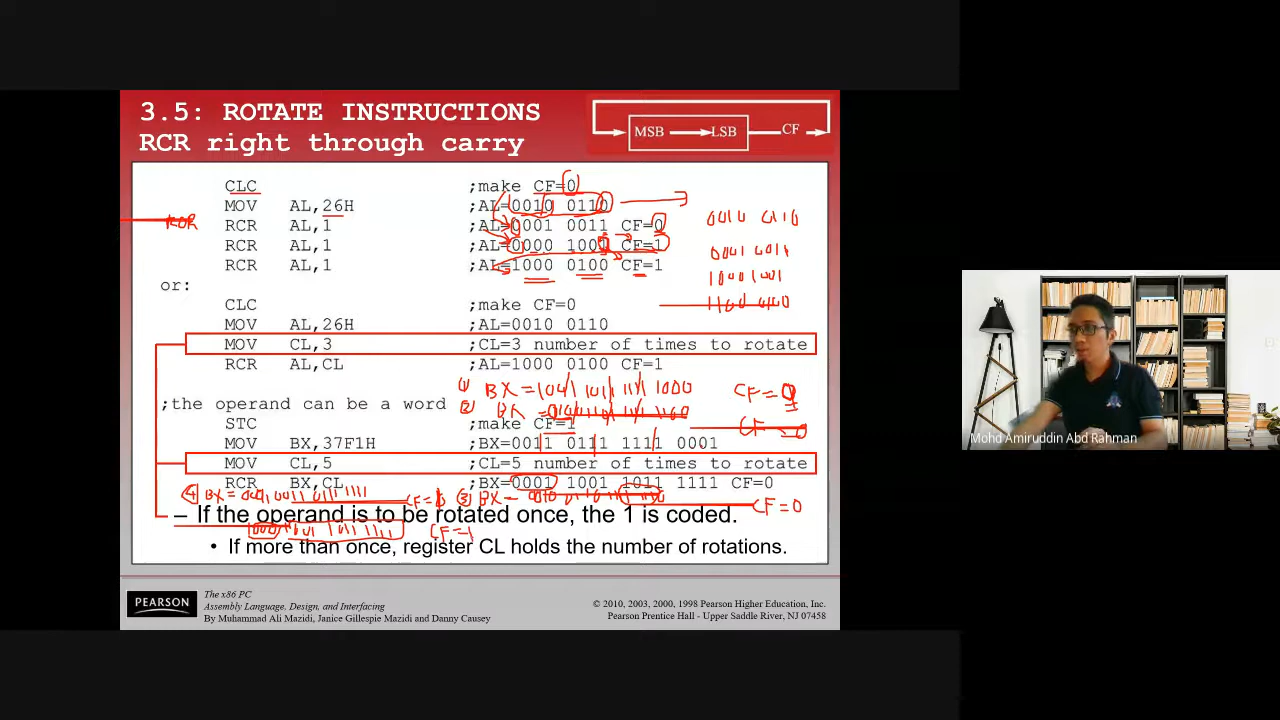 3.5: ROTATE INSTRUCTIONS
RCR right through carry
MSB LSB CF
CLC ;make CF=0
MOV AL,26H ;AL=0010 0110
RCR AL,1 ;AL=0001 0011 CF=0
RCR AL,1 ;AL=0000 1001 CF=1
RCR AL,1 ;AL=1000 0100 CF=1
or:
CLC ;make CF=0
MOV AL,26H ;AL=0010 0110
MOV CL,3 ;CL=3 number of times to rotate
RCR AL,CL ;AL=1000 0100 CF=1
;the operand can be a word
STC ;make CF=1
MOV BX,37F1H ;BX=0011 0111 1111 0001
MOV CL,5 ;CL=5 number of times to rotate
RCR BX,CL ;BX=0001 1001 1011 1111 CF=0
– If the operand is to be rotated once, the 1 is coded.
• If more than once, register CL holds the number of rotations.
0010 0110
CF=0
CF=0
CF=1
PEARSON
The x86 PC
Assembly Language, Design, and Interfacing
By Muhammad Ali Mazidi, Janice Gillespie Mazidi and Danny Causey
© 2010, 2003, 2000, 1998 Pearson Higher Education, Inc.
Pearson Prentice Hall - Upper Saddle River, NJ 07458
Mohd Amiruddin Abd Rahman